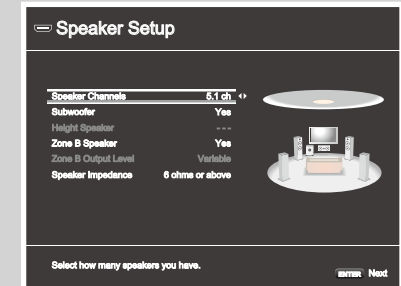 Speaker Setup
Speaker Channels 5.1 ch
Subwoofer Yes
Height Speaker ---
Zone B Speaker Yes
Zone B Output Level Variable
Speaker Impedance 6 ohms or above
Select how many speakers you have.
ENTER Next